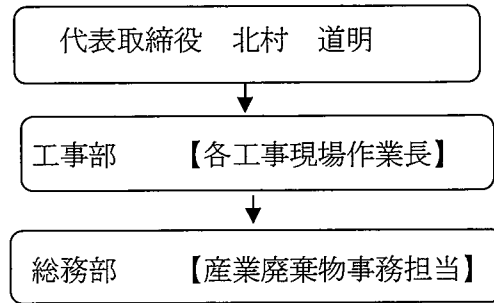 代表取締役　北村　道明
工事部　【各工事現場作業長】
総務部　【産業廃棄物事務担当】